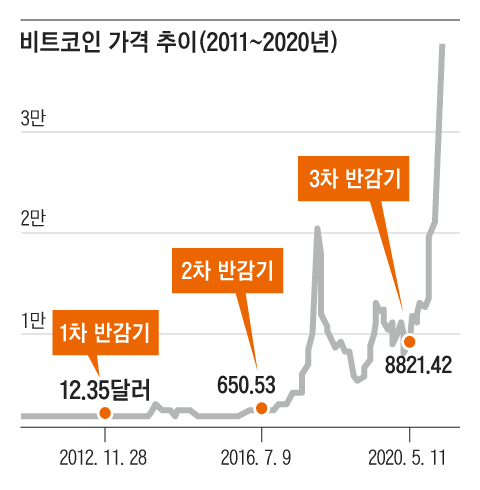 비트코인 가격 추이(2011~2020년)
3만
2만
1만
1차 반감기
12.35달러
2차 반감기
650.53
3차 반감기
8821.42
2012. 11. 28
2016. 7. 9
2020. 5. 11